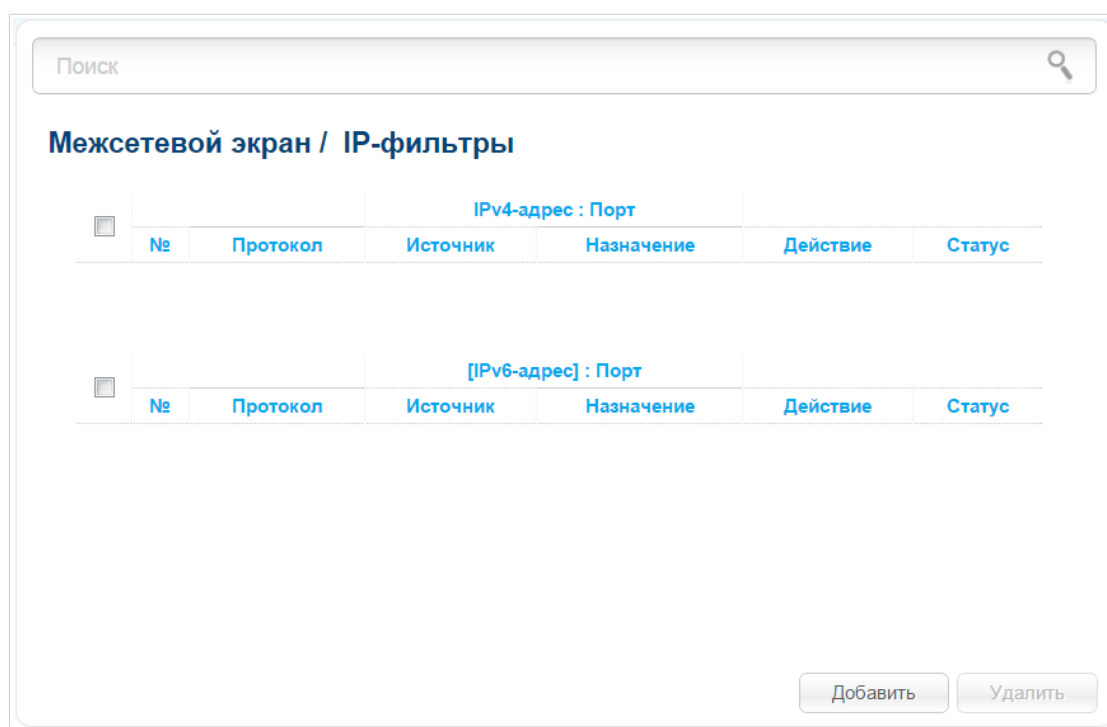 Поиск
Межсетевой экран / IP-фильтры
IPv4-адрес : Порт
№ Протокол Источник Назначение Действие Статус
[IPv6-адрес] : Порт
№ Протокол Источник Назначение Действие Статус
Добавить Удалить